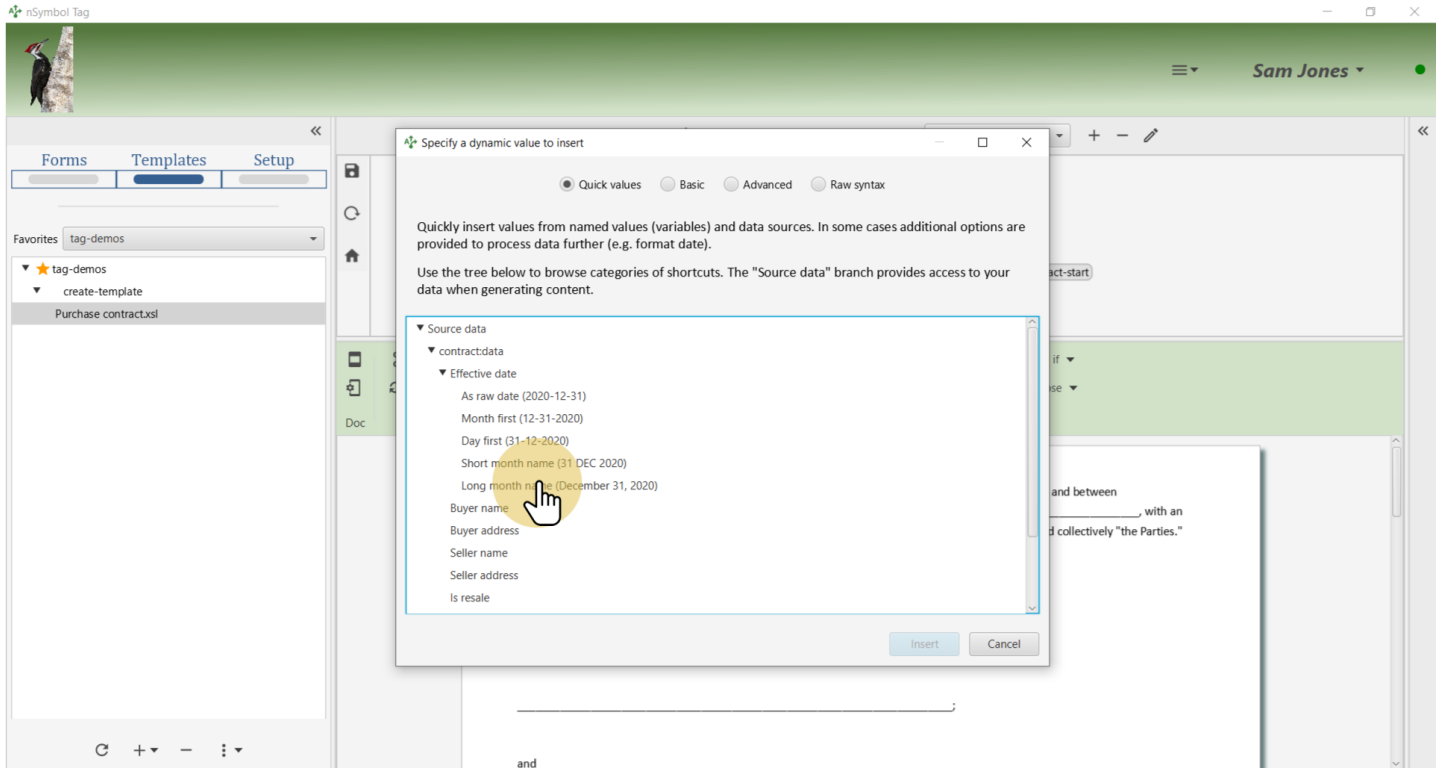 nSymbol Tag
Sam Jones
Forms Templates Setup
Favorites tag-demos
tag-demos
create-template
Purchase contract.xsl
Doc
Specify a dynamic value to insert
Quick values Basic Advanced Raw syntax
Quickly insert values from named values (variables) and data sources. In some cases additional options are
provided to process data further (e.g. format date).
Use the tree below to browse categories of shortcuts. The "Source data" branch provides access to your
data when generating content.
Source data
contract:data
Effective date
As raw date (2020-12-31)
Month first (12-31-2020)
Day first (31-12-2020)
Short month name (31 DEC 2020)
Long month name (December 31, 2020)
Buyer name
Buyer address
Seller name
Seller address
Is resale
Insert Cancel
act-start
if
se
and between
, with an
d collectively "the Parties."
;
and